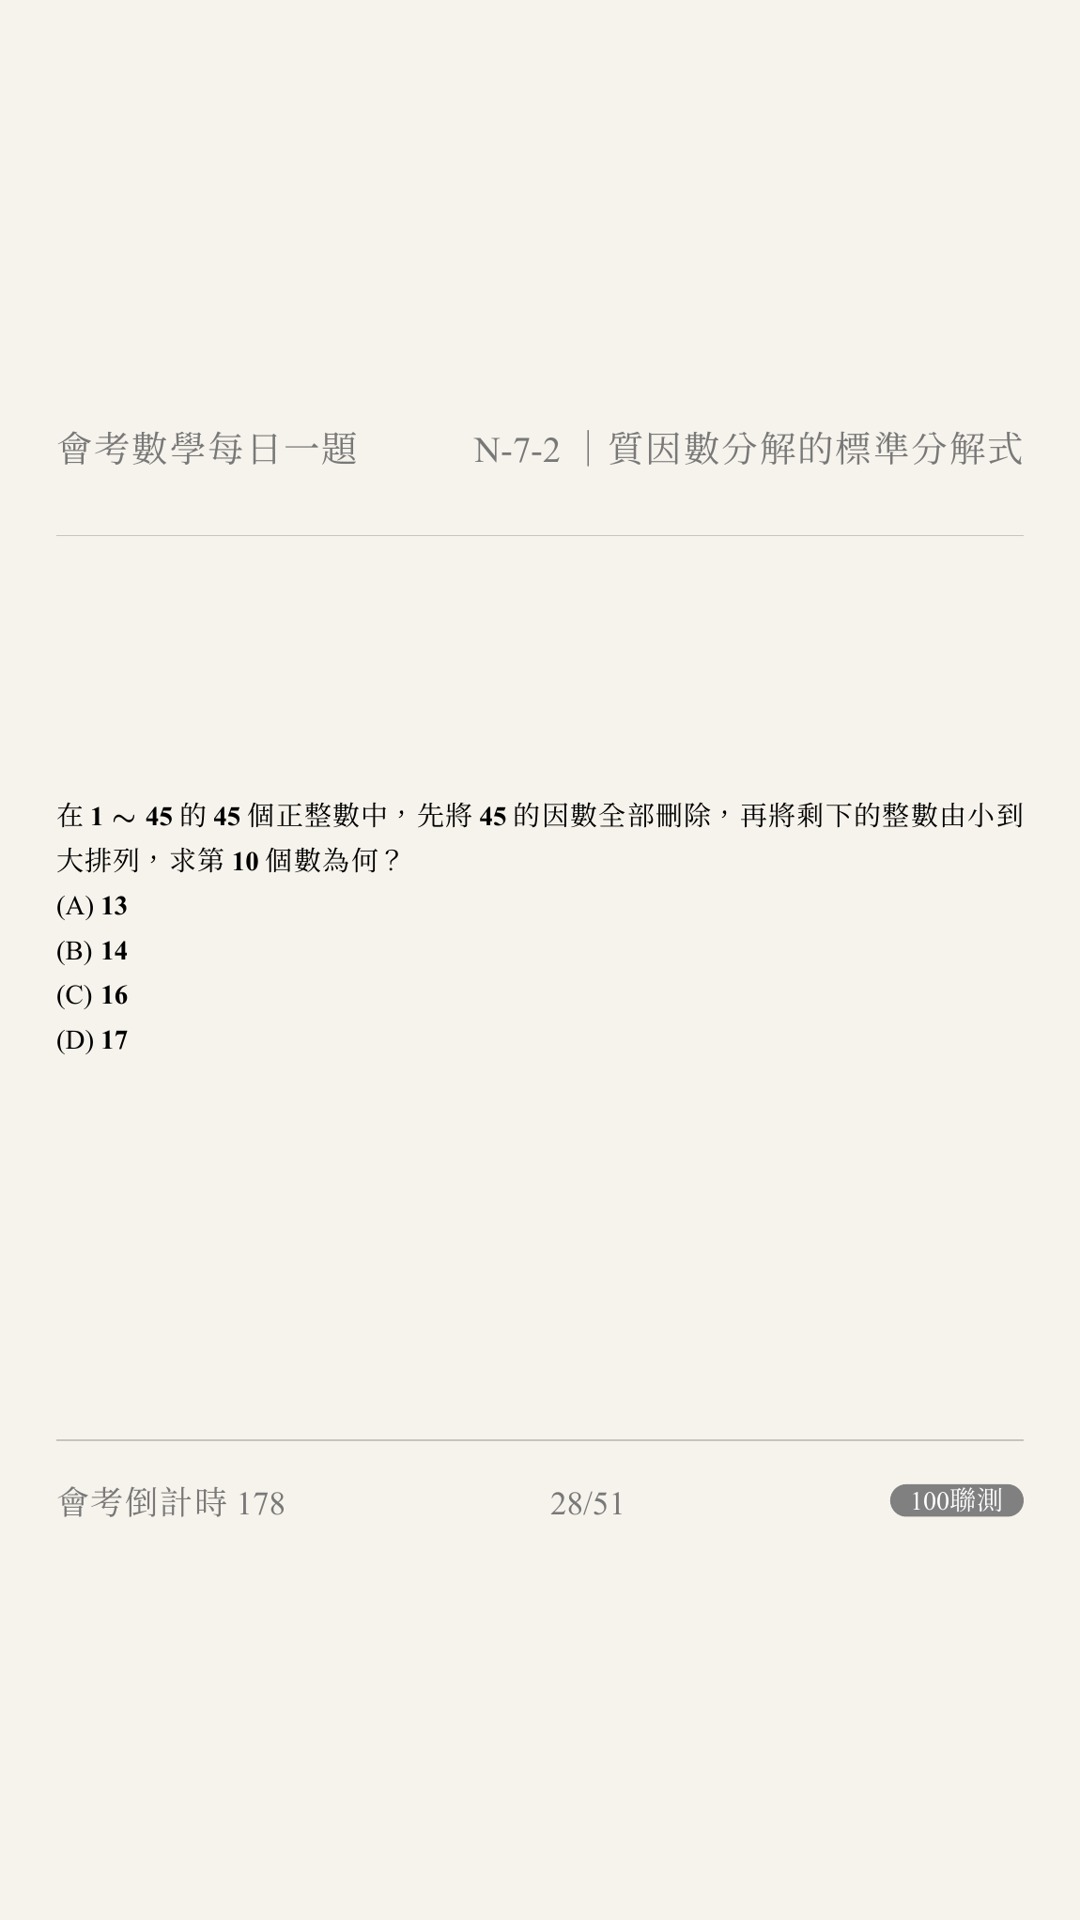 會考數學每日一題
N-7-2｜質因數分解的標準分解式
在 1 ～ 45 的 45 個正整數中，先將 45 的因數全部刪除，再將剩下的整數由小到
大排列，求第 10 個數為何？
(A) 13
(B) 14
(C) 16
(D) 17
會考倒計時 178
28/51
100聯測